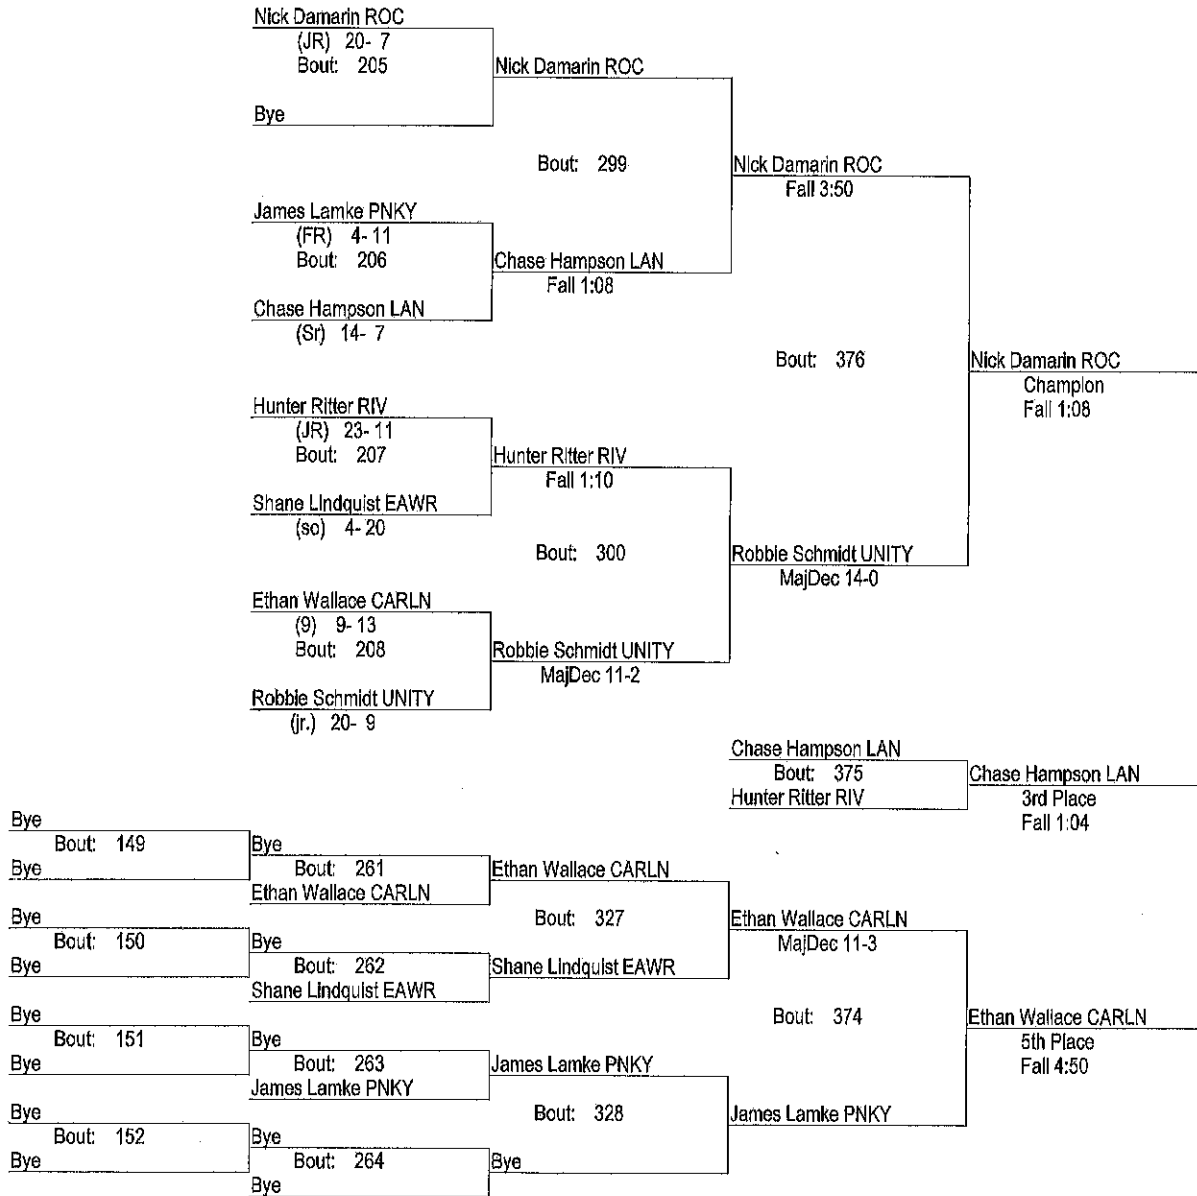 Nick Damarin ROC
(JR) 20- 7
Bout: 205
Bye
Nick Damarin ROC
Bout: 299
James Lamke PNKY
(FR) 4- 11
Bout: 206
Chase Hampson LAN
(Sr) 14- 7
Chase Hampson LAN
Fall 1:08
Nick Damarin ROC
Fall 3:50
Bout: 376
Nick Damarin ROC
Champion
Fall 1:08
Hunter Ritter RIV
(JR) 23- 11
Bout: 207
Shane Lindquist EAWR
(so) 4- 20
Hunter Ritter RIV
Fall 1:10
Bout: 300
Ethan Wallace CARLN
(9) 9- 13
Bout: 208
Robbie Schmidt UNITY
(jr.) 20- 9
Robbie Schmidt UNITY
MajDec 11-2
Robbie Schmidt UNITY
MajDec 14-0
Chase Hampson LAN
Bout: 375
Hunter Ritter RIV
Chase Hampson LAN
3rd Place
Fall 1:04
Bye
Bout: 149
Bye
Bye
Bout: 261
Ethan Wallace CARLN
Ethan Wallace CARLN
Bout: 327
Bye
Bout: 150
Bye
Bye
Bout: 262
Shane Lindquist EAWR
Shane Lindquist EAWR
Ethan Wallace CARLN
MajDec 11-3
Bout: 374
Ethan Wallace CARLN
5th Place
Fall 4:50
Bye
Bout: 151
Bye
Bye
Bout: 263
James Lamke PNKY
James Lamke PNKY
Bout: 328
James Lamke PNKY
Bye
Bout: 152
Bye
Bye
Bout: 264
Bye
Bye